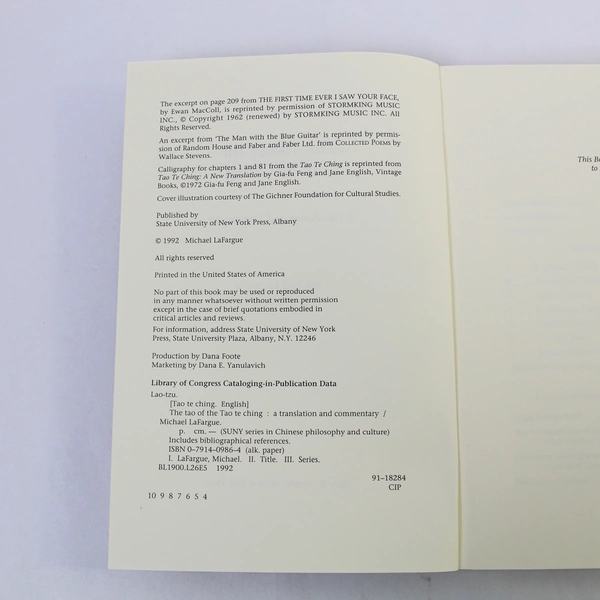 The excerpt on page 209 from THE FIRST TIME EVER I SAW YOUR FACE,
by Ewan MacColl, is reprinted by permission of STORMKING MUSIC
INC., © Copyright 1962 (renewed) by STORMKING MUSIC INC. All
Rights Reserved.
An excerpt from 'The Man with the Blue Guitar' is reprinted by permis-
sion of Random House and Faber and Faber Ltd. from COLLECTED POEMS by
Wallace Stevens.
Calligraphy for chapters 1 and 81 from the Tao Te Ching is reprinted from
Tao Te Ching: A New Translation by Gia-fu Feng and Jane English, Vintage
Books, ©1972 Gia-fu Feng and Jane English.
Cover illustration courtesy of The Gichner Foundation for Cultural Studies.
Published by
State University of New York Press, Albany
© 1992 Michael LaFargue
All rights reserved
Printed in the United States of America
No part of this book may be used or reproduced
in any manner whatsoever without written permission
except in the case of brief quotations embodied in
critical articles and reviews.
For information, address State University of New York
Press, State University Plaza, Albany, N.Y. 12246
Production by Dana Foote
Marketing by Dana E. Yanulavich
Library of Congress Cataloging-in-Publication Data
Lao-tzu.
[Tao te ching. English]
The tao of the Tao te ching : a translation and commentary /
Michael LaFargue.
p. cm. — (SUNY series in Chinese philosophy and culture)
Includes bibliographical references.
ISBN 0-7914-0986-4 (alk. paper)
I. LaFargue, Michael. II. Title. III. Series.
BL1900.L26E5 1992
91-18284
CIP
10 9 8 7 6 5 4
This B
to